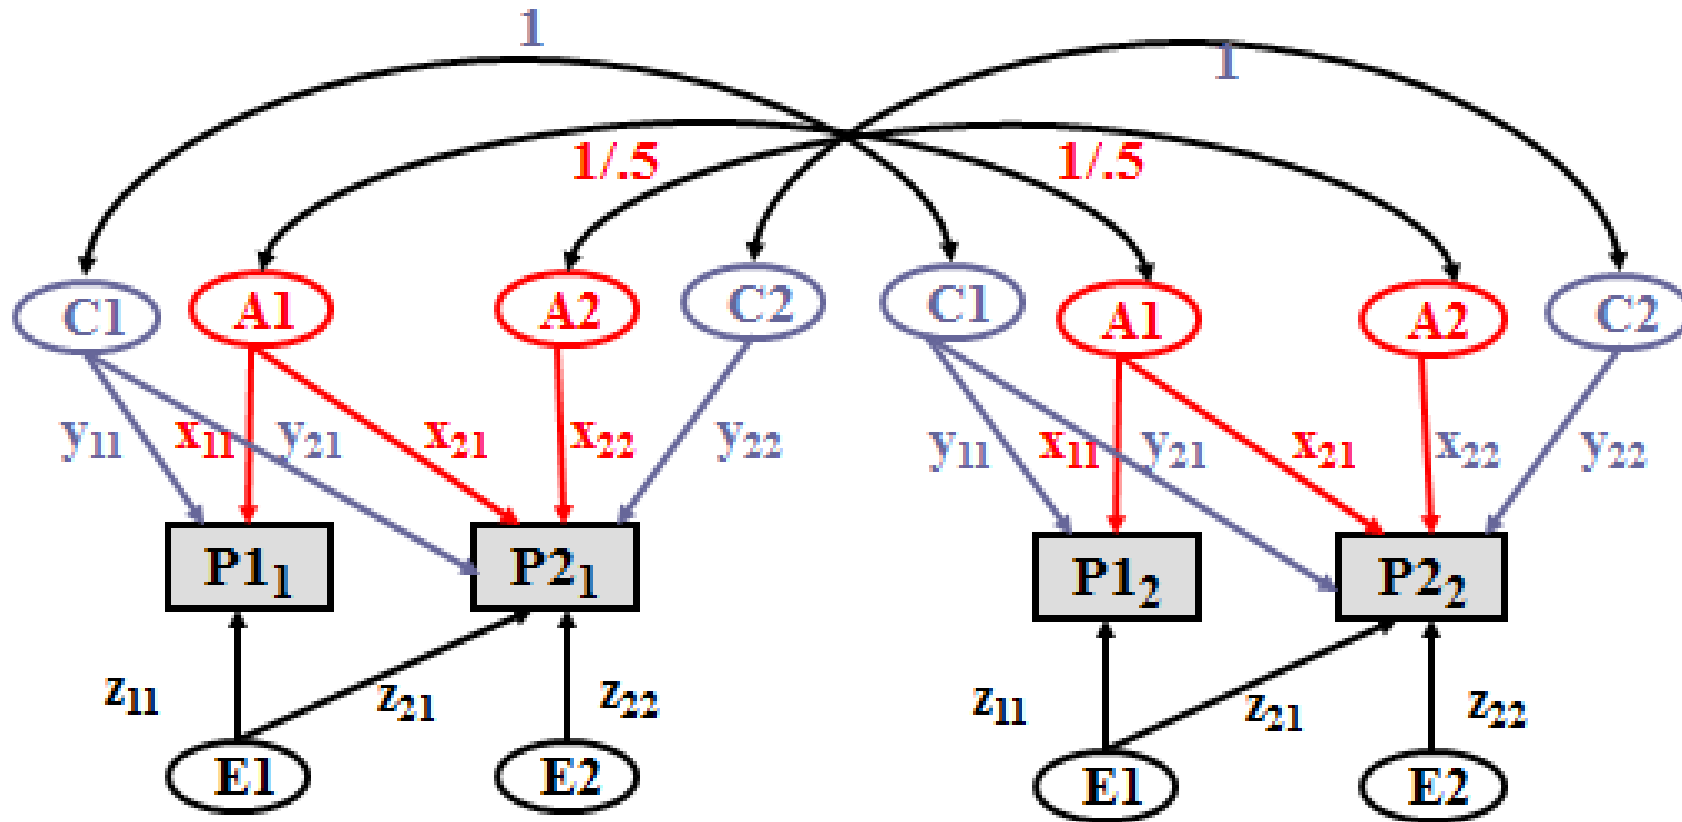 1 1
1/.5 1/.5
C1 A1 A2 C2 C1 A1 A2 C2
y11 x11 y21 x21 x22 y22 y11 x11 y21 x21 x22 y22
P11 P21 P12 P22
z11 z21 z22 z11 z21 z22
E1 E2 E1 E2